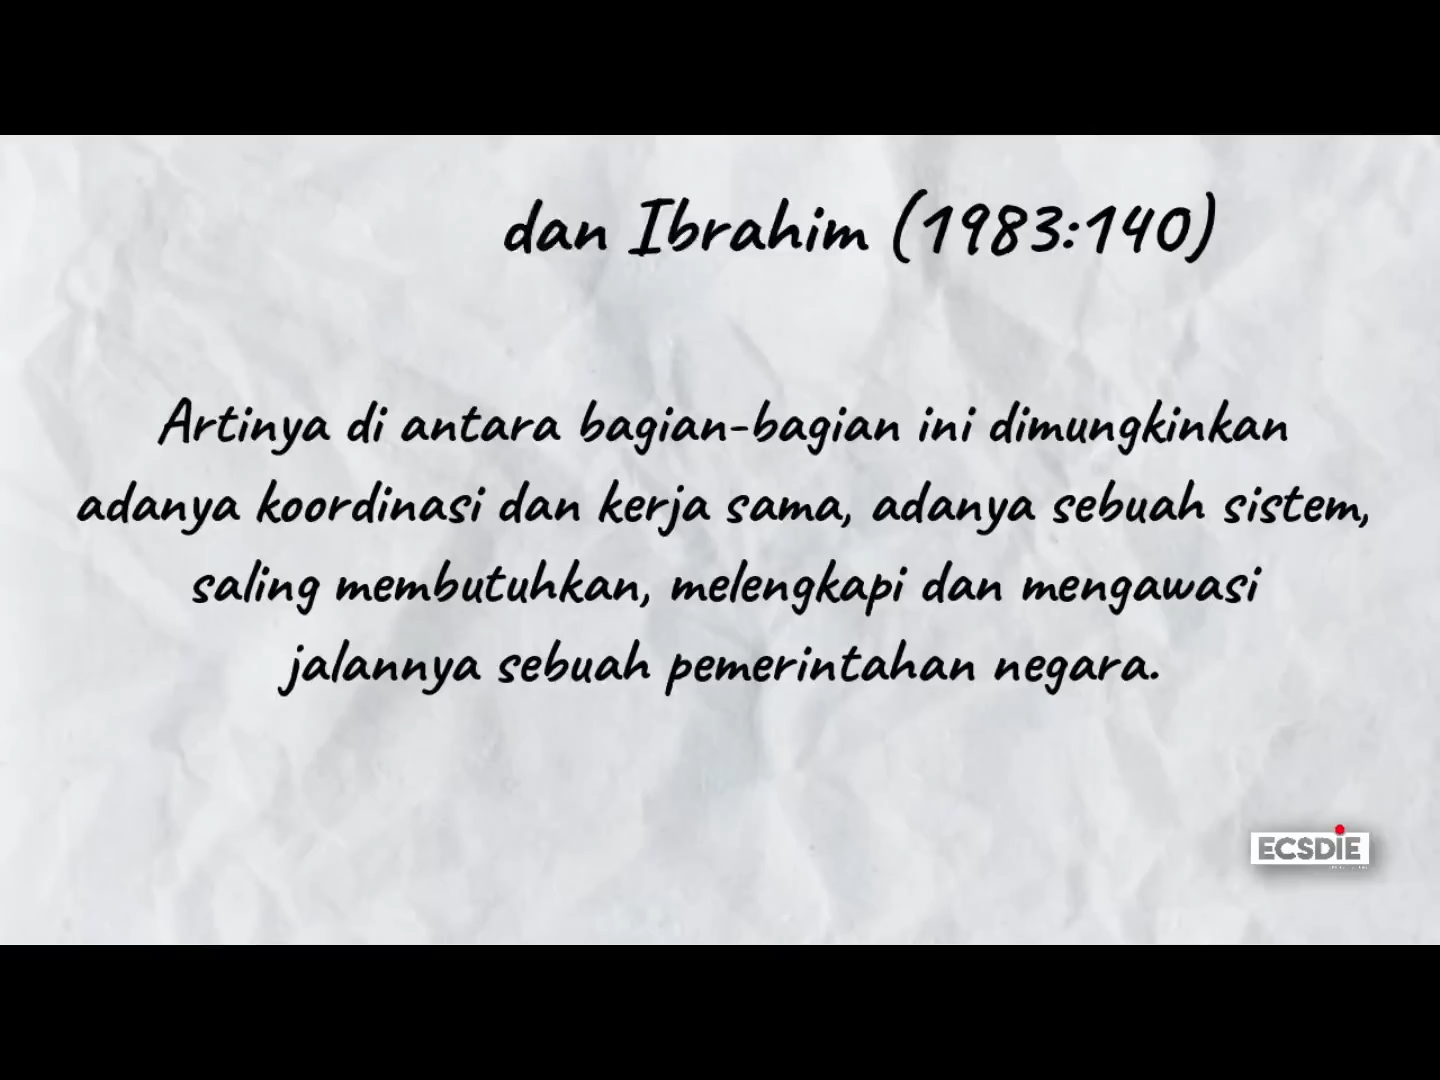 dan Ibrahim (1983:140)
Artinya di antara bagian-bagian ini dimungkinkan
adanya koordinasi dan kerja sama, adanya sebuah sistem,
saling membutuhkan, melengkapi dan mengawasi
jalannya sebuah pemerintahan negara.
ECSDIE